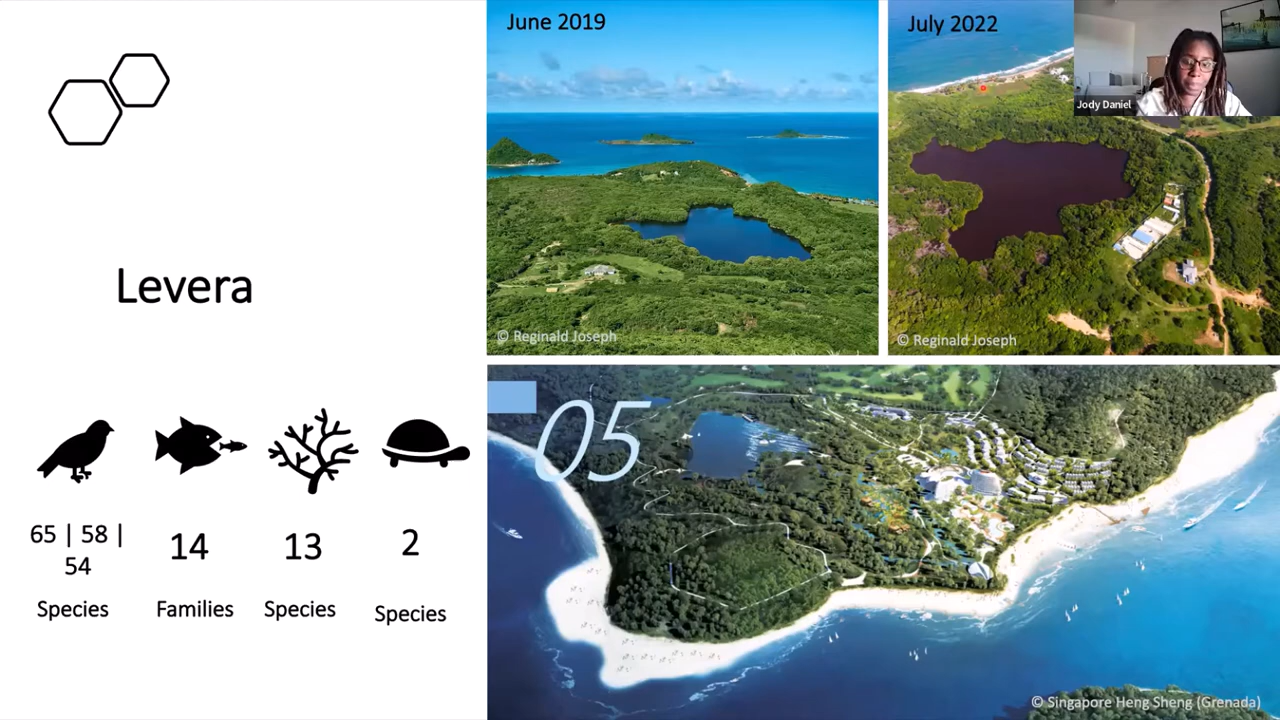 June 2019
July 2022
Jody Daniel
Levera
© Reginald Joseph
© Reginald Joseph
05
65 | 58 |
54
14
13
2
Species
Families
Species
Species
© Singapore Heng Sheng (Grenada)